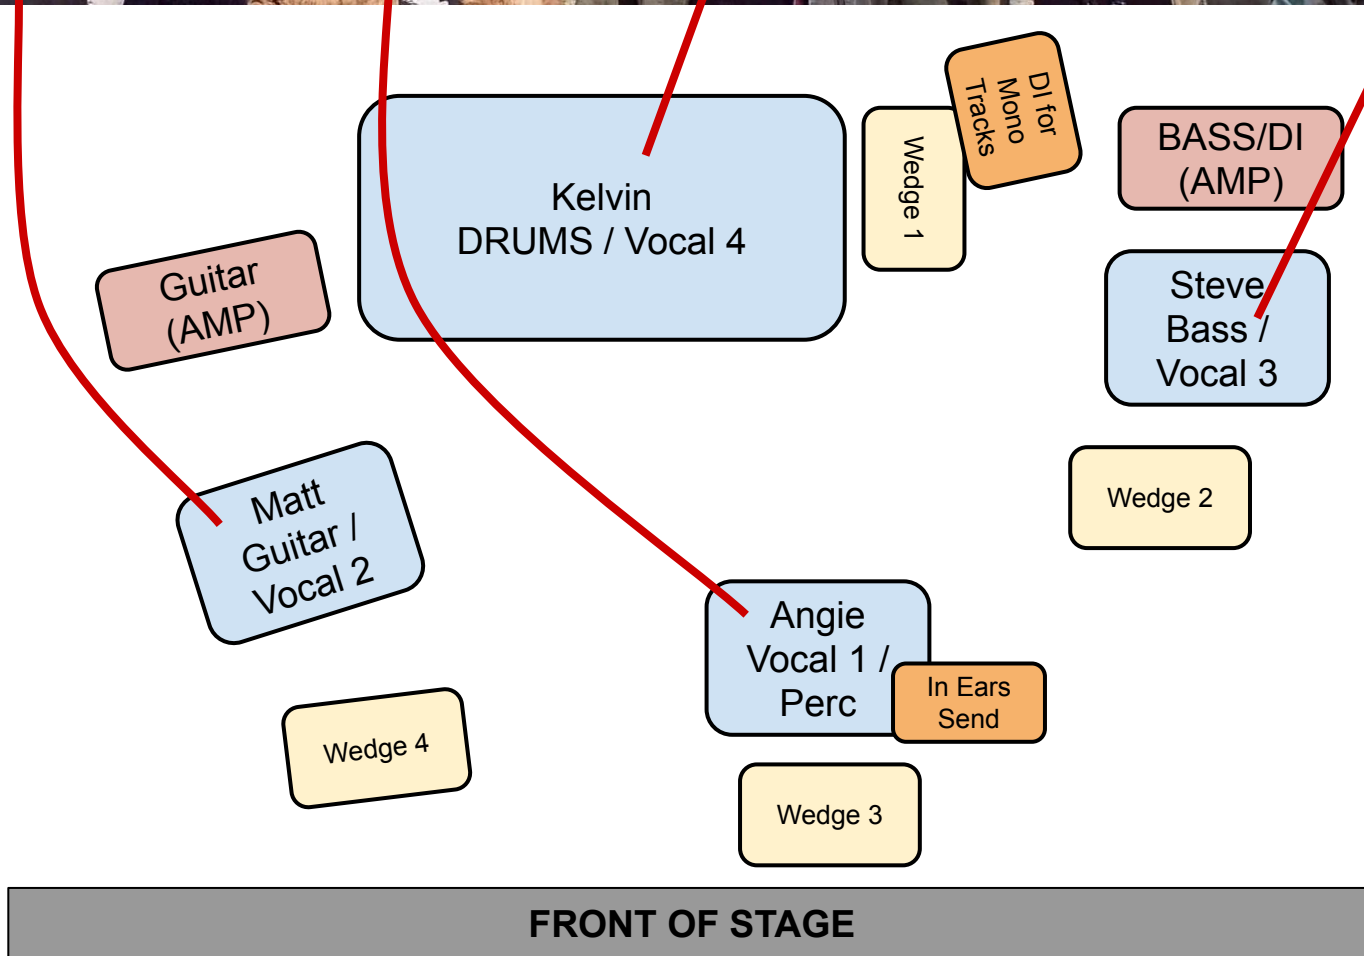 DI for
Mono
Tracks
Wedge 1
BASS/DI
(AMP)
Kelvin
DRUMS / Vocal 4
Guitar
(AMP)
Steve
Bass /
Vocal 3
Matt
Guitar /
Vocal 2
Wedge 2
Angie
Vocal 1 /
Perc
In Ears
Send
Wedge 4
Wedge 3
FRONT OF STAGE